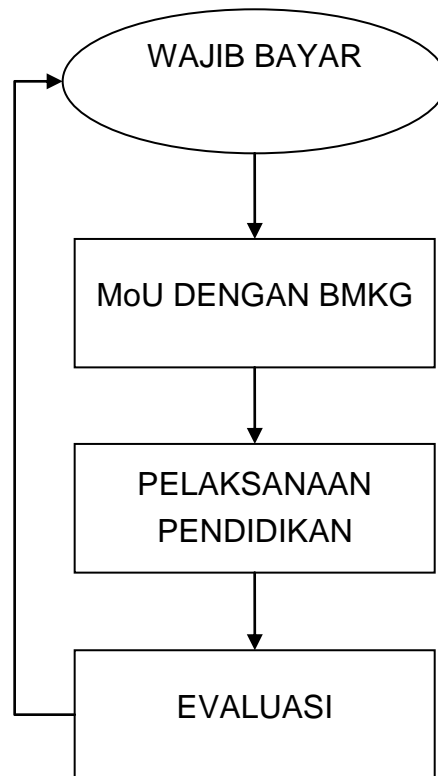 WAJIB BAYAR
MoU DENGAN BMKG
PELAKSANAAN
PENDIDIKAN
EVALUASI